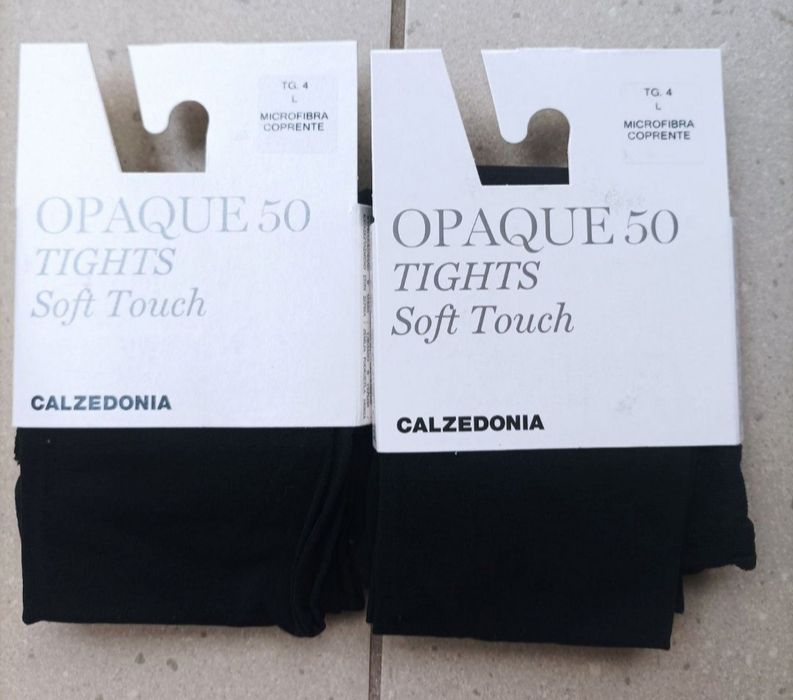 TG. 4
L
MICROFIBRA
COPRENTE
OPAQUE 50
TIGHTS
Soft Touch
CALZEDONIA
TG. 4
L
MICROFIBRA
COPRENTE
OPAQUE 50
TIGHTS
Soft Touch
CALZEDONIA